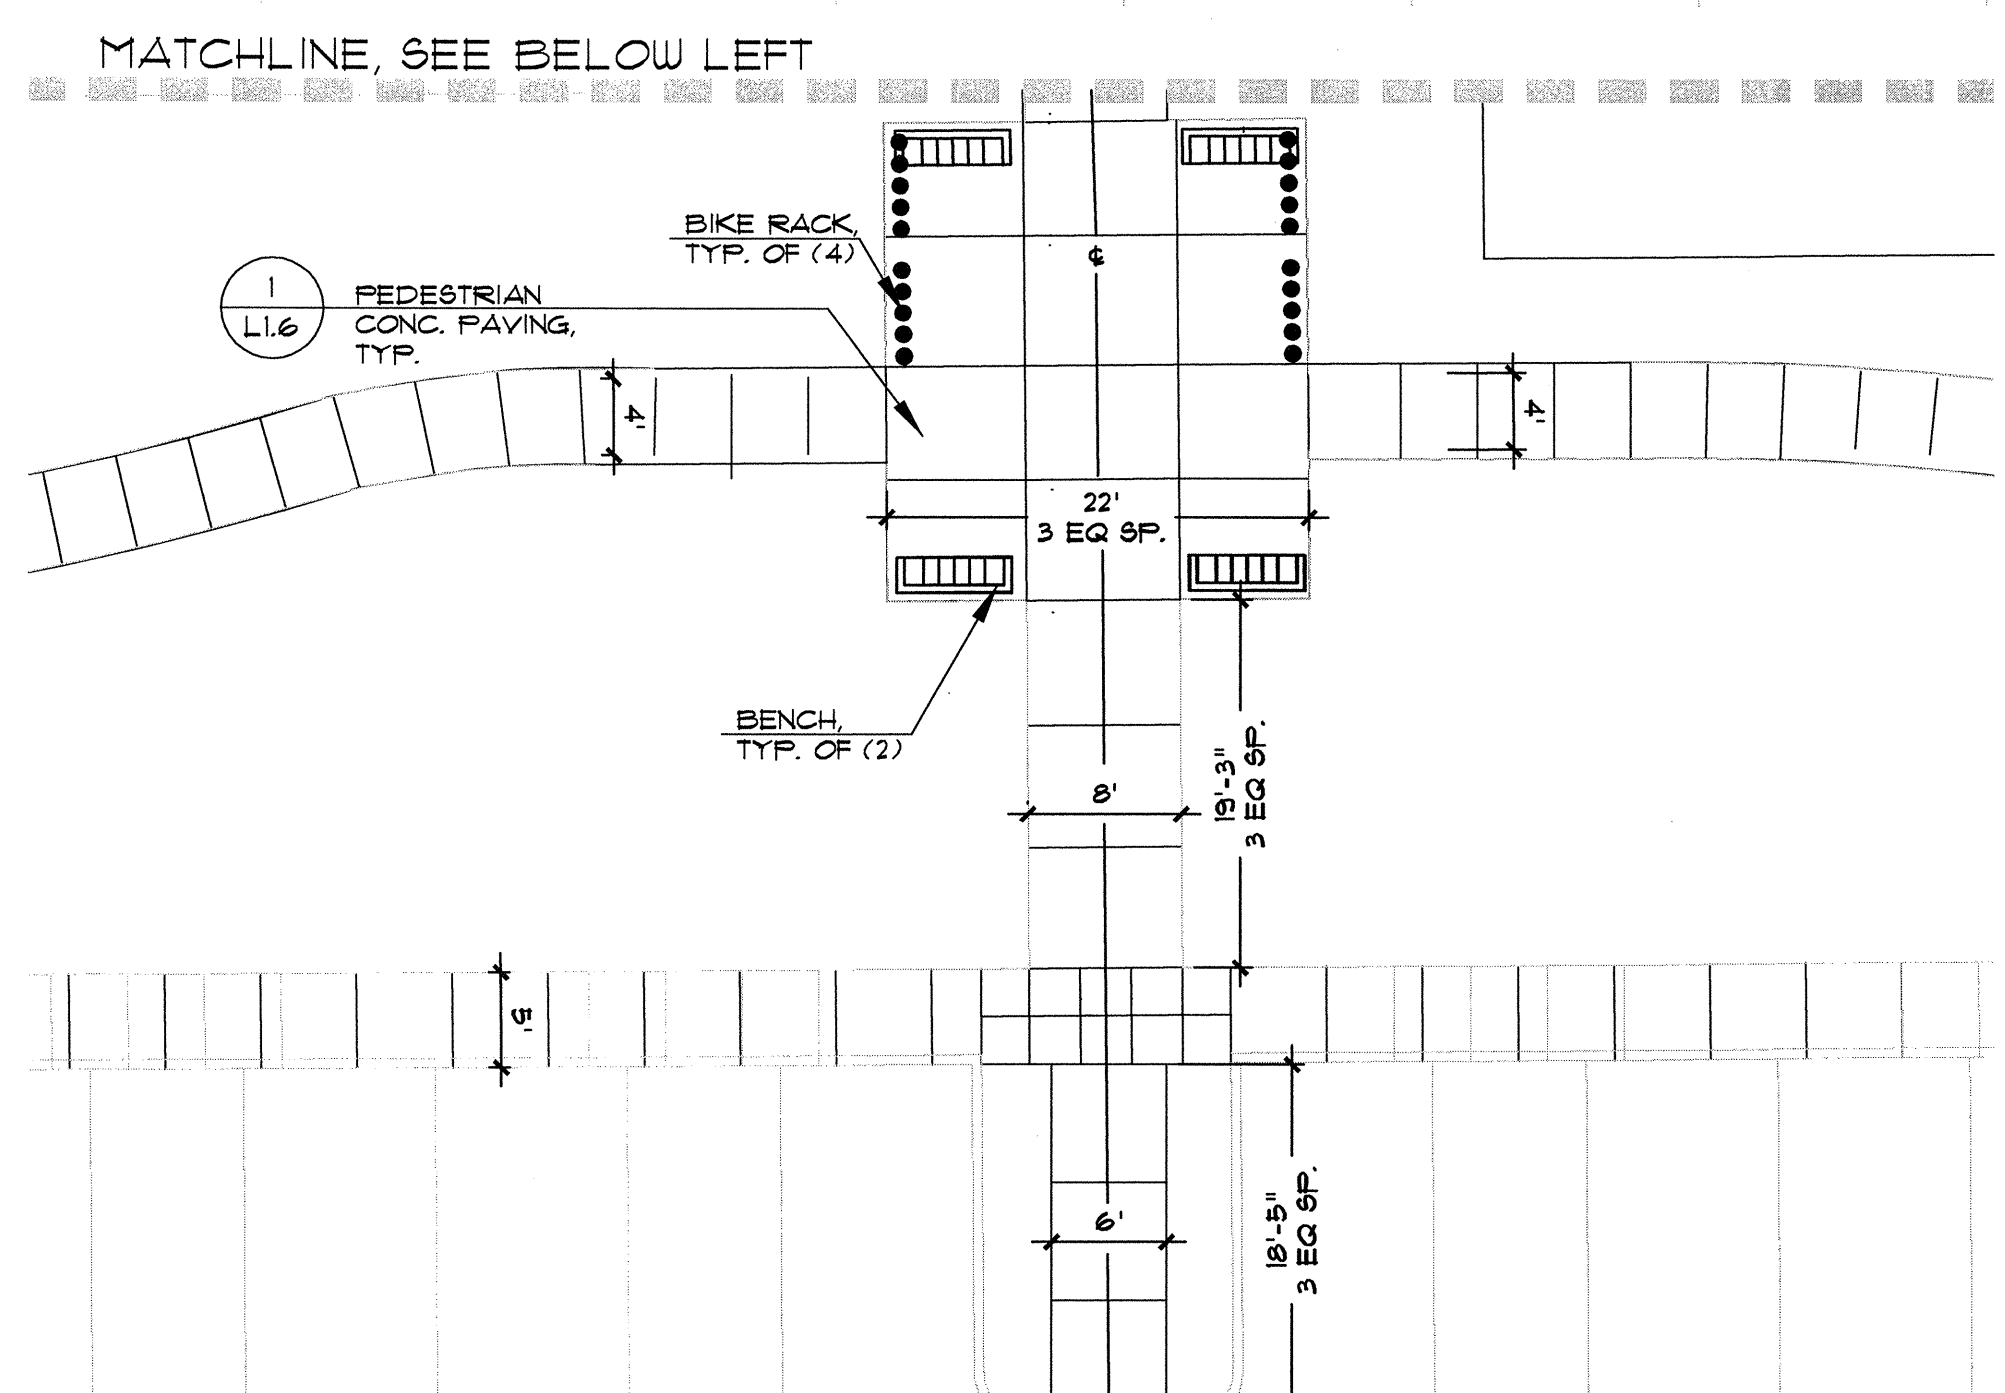 MATCHLINE, SEE BELOW LEFT
BIKE RACK,
TYP. OF (4)
℄
1
L1.6
PEDESTRIAN
CONC. PAVING,
TYP.
4'
4'
22'
3 EQ SP.
BENCH,
TYP. OF (2)
19'-3"
3 EQ SP.
8'
5'
6'
18'-5"
3 EQ SP.